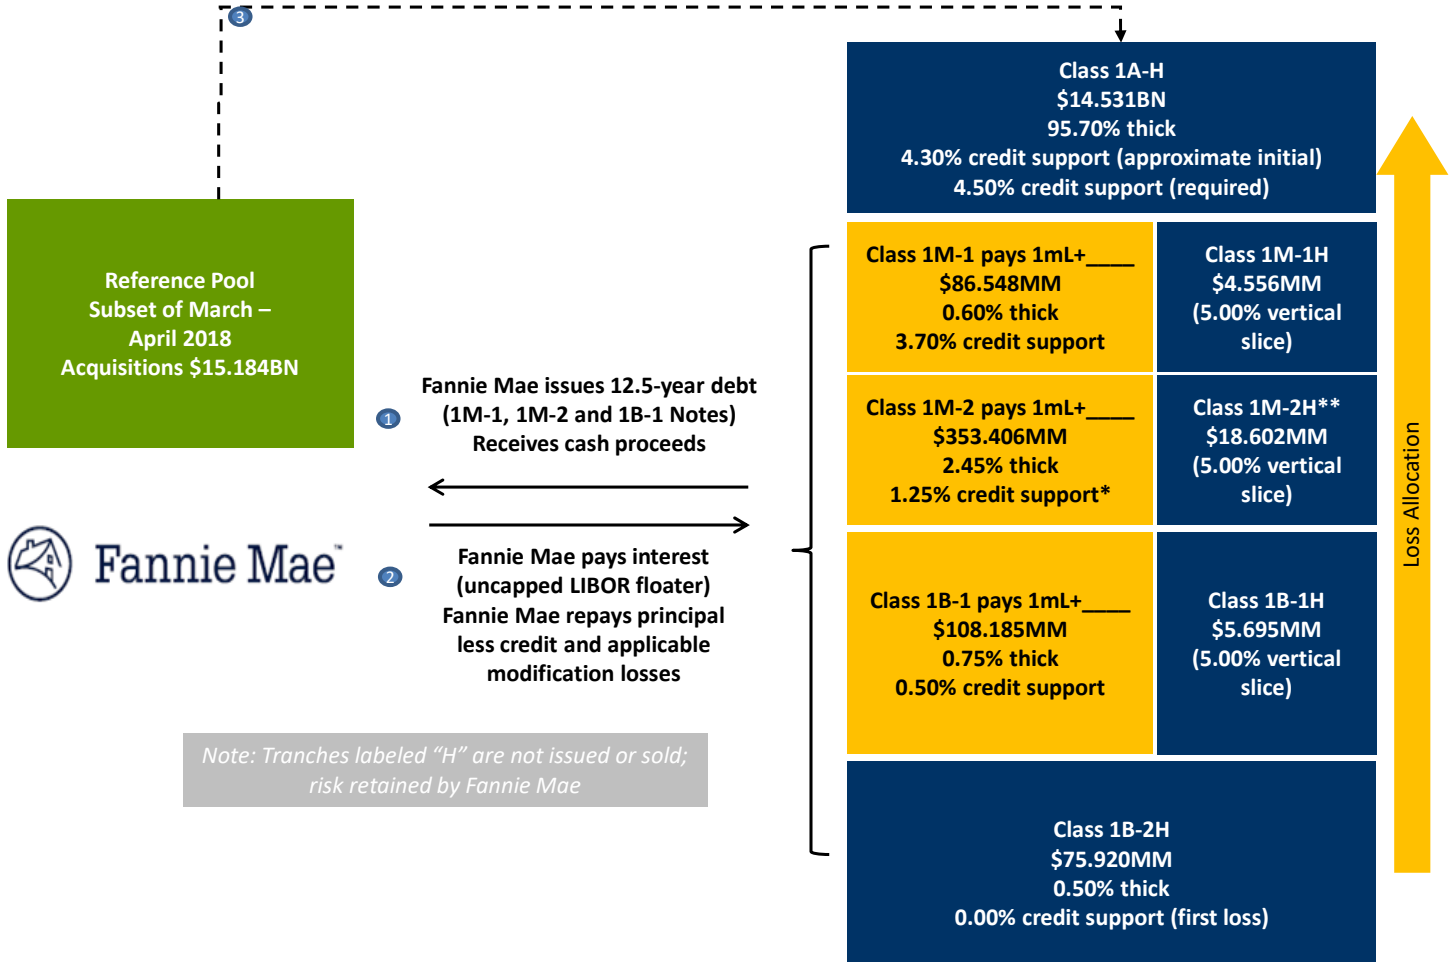 3
Class 1A-H
$14.531BN
95.70% thick
4.30% credit support (approximate initial)
4.50% credit support (required)
Reference Pool
Subset of March –
April 2018
Acquisitions $15.184BN
Class 1M-1 pays 1mL+____
$86.548MM
0.60% thick
3.70% credit support
Class 1M-1H
$4.556MM
(5.00% vertical
slice)
1
Fannie Mae issues 12.5-year debt
(1M-1, 1M-2 and 1B-1 Notes)
Receives cash proceeds
Class 1M-2 pays 1mL+____
$353.406MM
2.45% thick
1.25% credit support*
Class 1M-2H**
$18.602MM
(5.00% vertical
slice)
Loss Allocation
Fannie Mae™
2
Fannie Mae pays interest
(uncapped LIBOR floater)
Fannie Mae repays principal
less credit and applicable
modification losses
Class 1B-1 pays 1mL+____
$108.185MM
0.75% thick
0.50% credit support
Class 1B-1H
$5.695MM
(5.00% vertical
slice)
Note: Tranches labeled “H” are not issued or sold;
risk retained by Fannie Mae
Class 1B-2H
$75.920MM
0.50% thick
0.00% credit support (first loss)